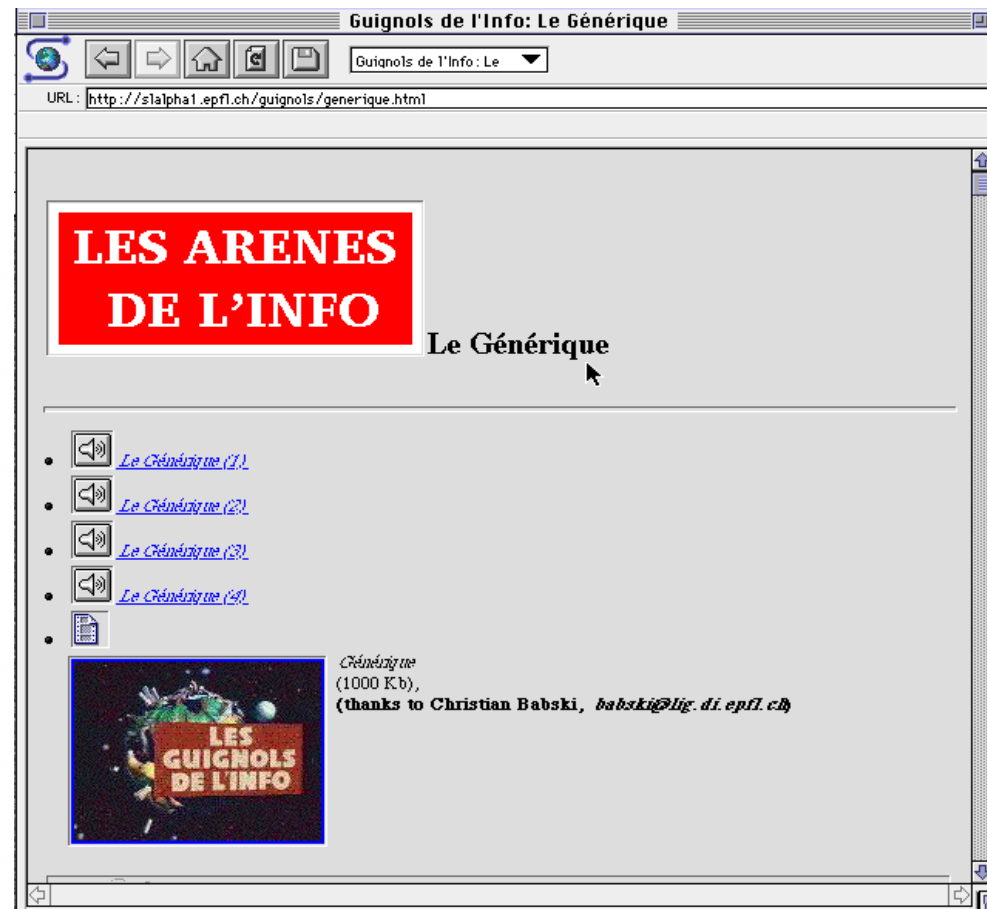 Guignols de l'Info: Le Générique
Guignols de l'Info: Le
URL: http://slalpha1.epfl.ch/guignols/generique.html
LES ARENES
DE L'INFO
Le Générique
Le Générique (1)
Le Générique (2)
Le Générique (3)
Le Générique (4)
Générique
(1000 Kb),
(thanks to Christian Babski, babski@lig.di.epfl.ch)
LES
GUIGNOLS
DE L'INFO